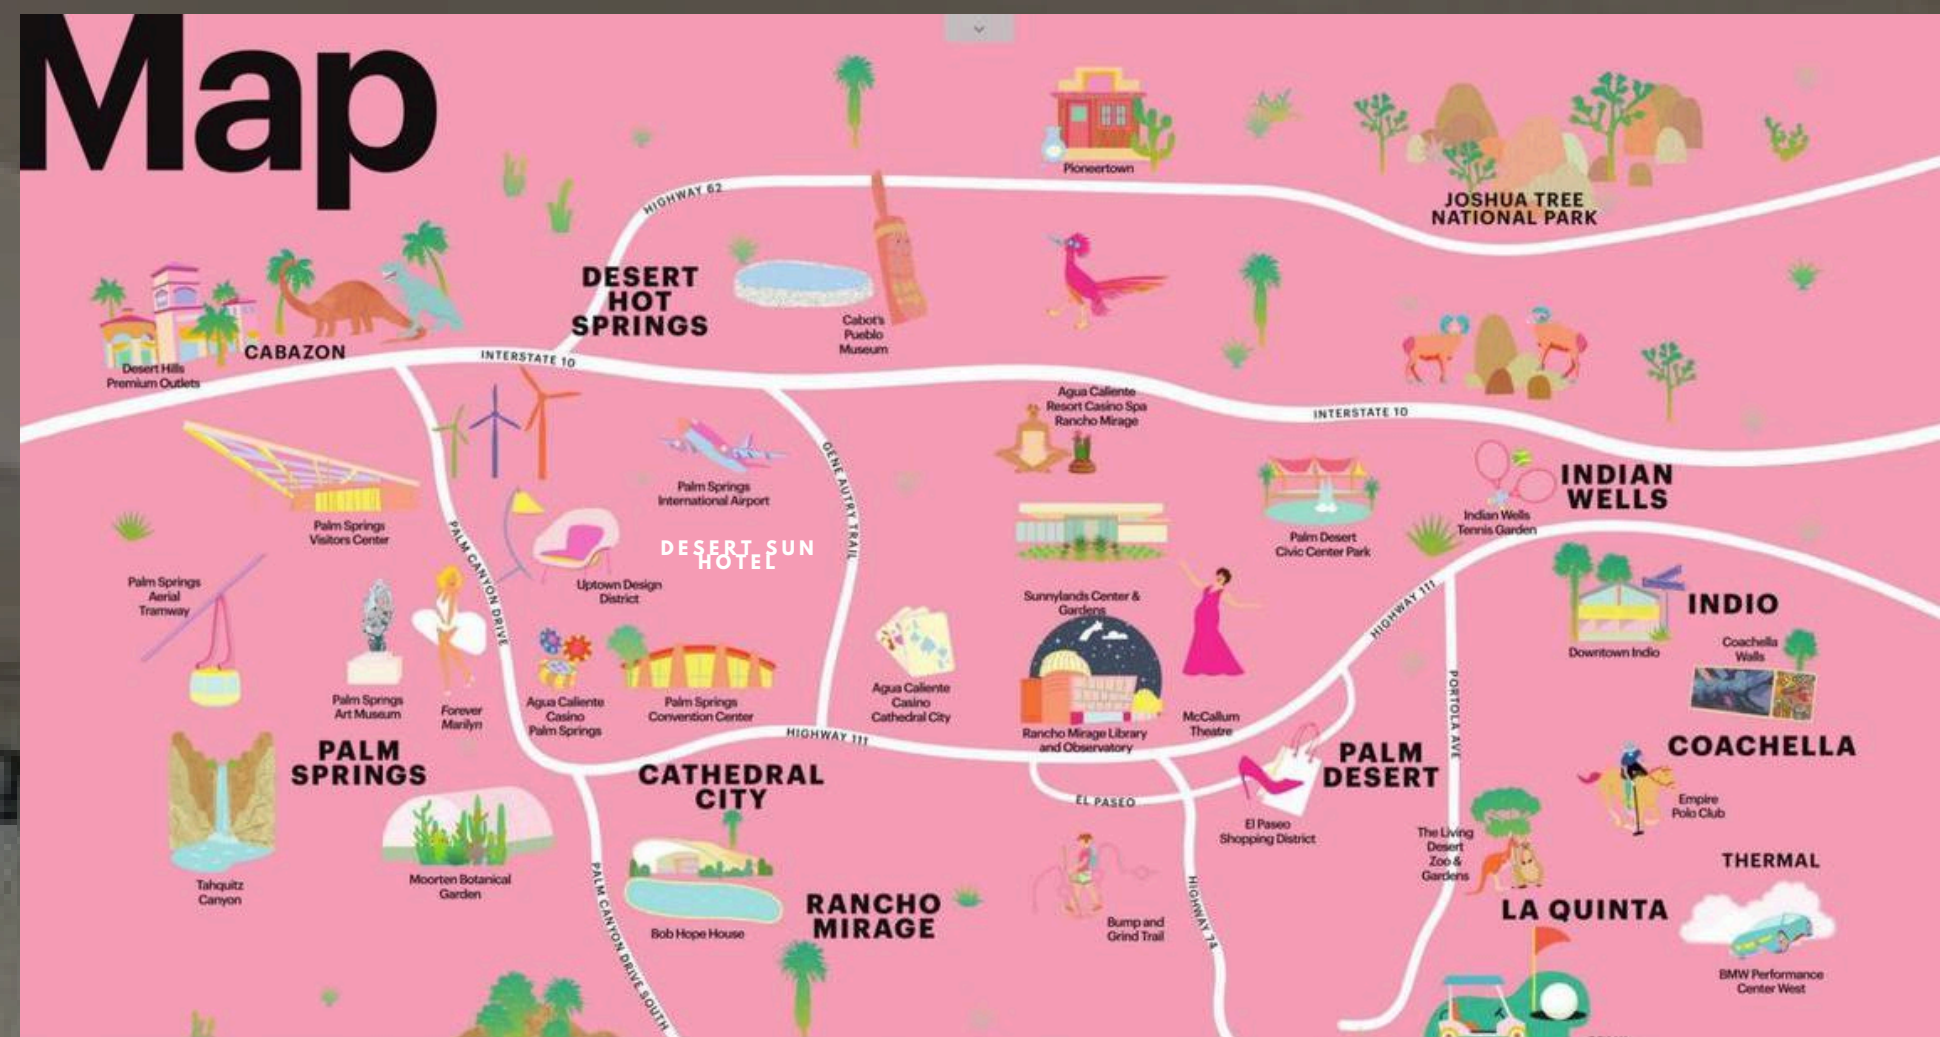 Map
Pioneertown
JOSHUA TREE
NATIONAL PARK
HIGHWAY 62
DESERT
HOT
SPRINGS
Cabot's
Pueblo
Museum
CABAZON
Desert Hills
Premium Outlets
INTERSTATE 10
INTERSTATE 10
Agua Caliente
Resort Casino Spa
Rancho Mirage
Palm Springs
Visitors Center
PALM CANYON DRIVE
Palm Springs
International Airport
GENE AUTRY TRAIL
DESERT SUN
HOTEL
Uptown Design
District
Palm Desert
Civic Center Park
Indian Wells
Tennis Garden
INDIAN
WELLS
Palm Springs
Aerial
Tramway
Palm Springs
Art Museum
Forever
Marilyn
Agua Caliente
Casino
Palm Springs
Palm Springs
Convention Center
Agua Caliente
Casino
Cathedral City
Sunnylands Center &
Gardens
Rancho Mirage Library
and Observatory
McCallum
Theatre
HIGHWAY 111
HIGHWAY 111
PORTOLA AVE
Downtown Indio
INDIO
Coachella
Walls
COACHELLA
PALM
SPRINGS
CATHEDRAL
CITY
EL PASEO
El Paseo
Shopping District
PALM
DESERT
Empire
Polo Club
Tahquitz
Canyon
Moorten Botanical
Garden
PALM CANYON DRIVE SOUTH
Bob Hope House
RANCHO
MIRAGE
Bump and
Grind Trail
HIGHWAY 74
The Living
Desert
Zoo &
Gardens
THERMAL
LA QUINTA
BMW Performance
Center West